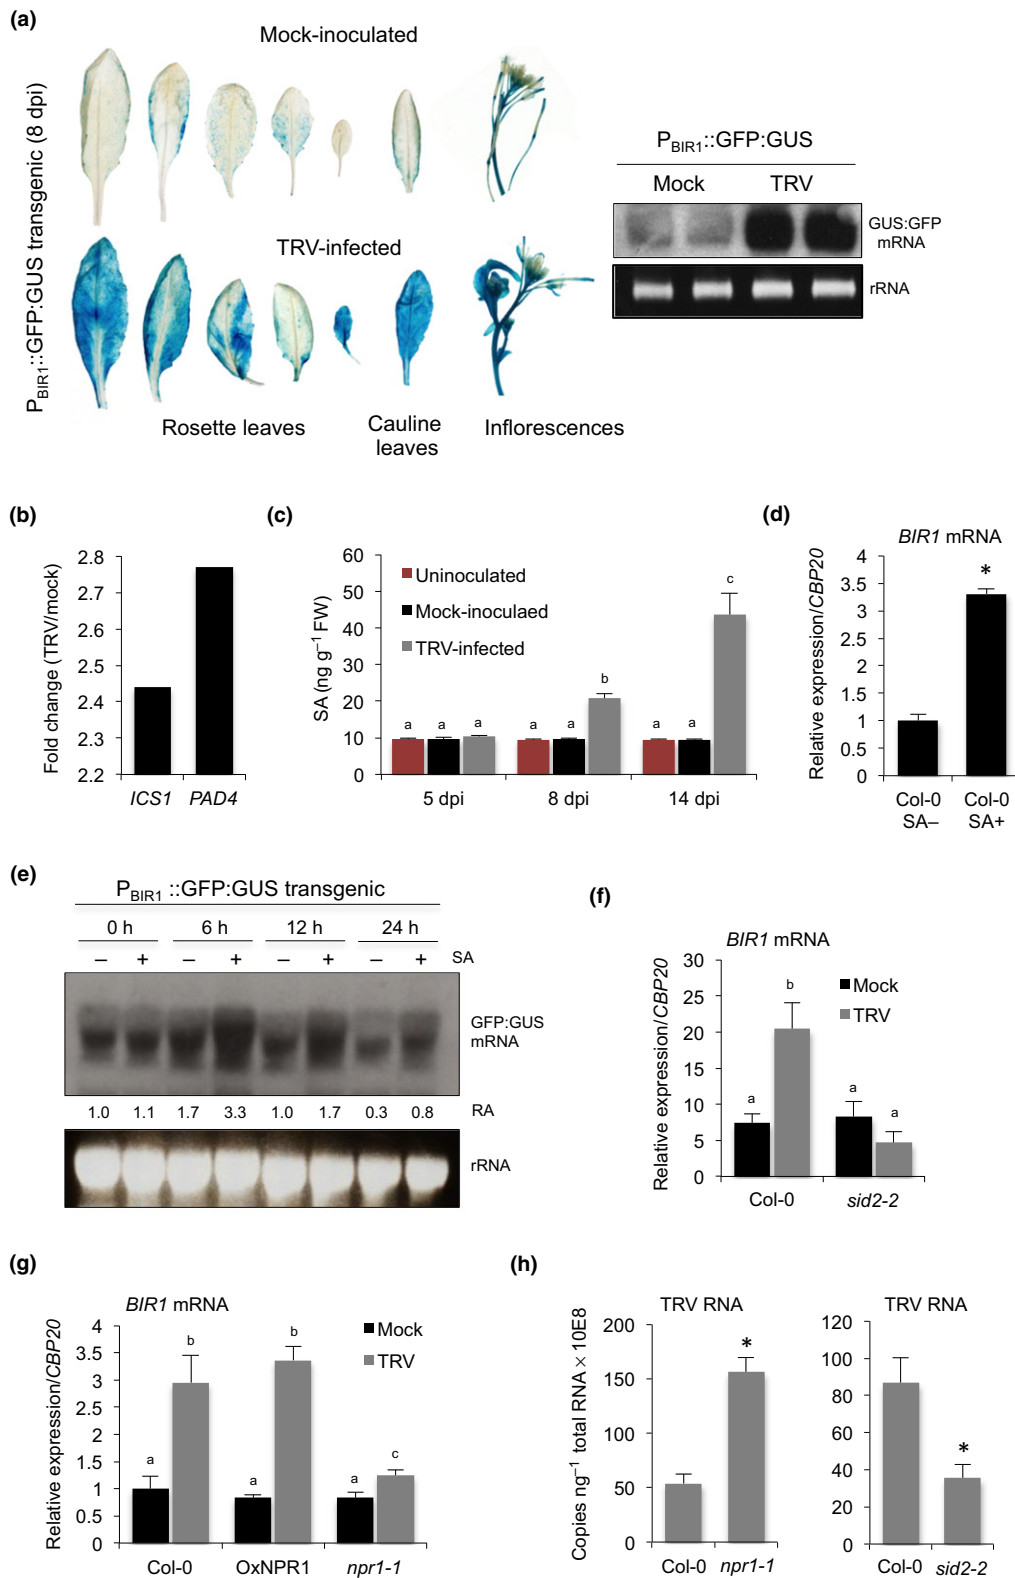 (a)
Mock-inoculated
P_BIR1::GFP:GUS transgenic (8 dpi)
TRV-infected
Rosette leaves
Cauline
leaves
Inflorescences
P_BIR1::GFP:GUS
Mock TRV
GUS:GFP
mRNA
rRNA
(b)
Fold change (TRV/mock)
2.8
2.7
2.6
2.5
2.4
2.3
2.2
ICS1 PAD4
(c)
SA (ng g⁻¹ FW)
60
50
40
30
20
10
0
Uninoculated
Mock-inoculaed
TRV-infected
a a a
a a b
a a c
5 dpi 8 dpi 14 dpi
(d)
BIR1 mRNA
Relative expression/CBP20
4
3.5
3
2.5
2
1.5
1
0.5
0
*
Col-0
SA–
Col-0
SA+
(e)
P_BIR1 ::GFP:GUS transgenic
0 h 6 h 12 h 24 h
– + – + – + – + SA
GFP:GUS
mRNA
1.0 1.1 1.7 3.3 1.0 1.7 0.3 0.8 RA
rRNA
(f)
BIR1 mRNA
Relative expression/CBP20
30
25
20
15
10
5
0
Mock
TRV
a b a a
Col-0 sid2-2
(g)
BIR1 mRNA
Relative expression/CBP20
4
3.5
3
2.5
2
1.5
1
0.5
0
Mock
TRV
a b a b a c
Col-0 OxNPR1 npr1-1
(h)
TRV RNA
Copies ng⁻¹ total RNA × 10E8
200
150
100
50
0
*
Col-0 npr1-1
TRV RNA
120
100
80
60
40
20
0
*
Col-0 sid2-2